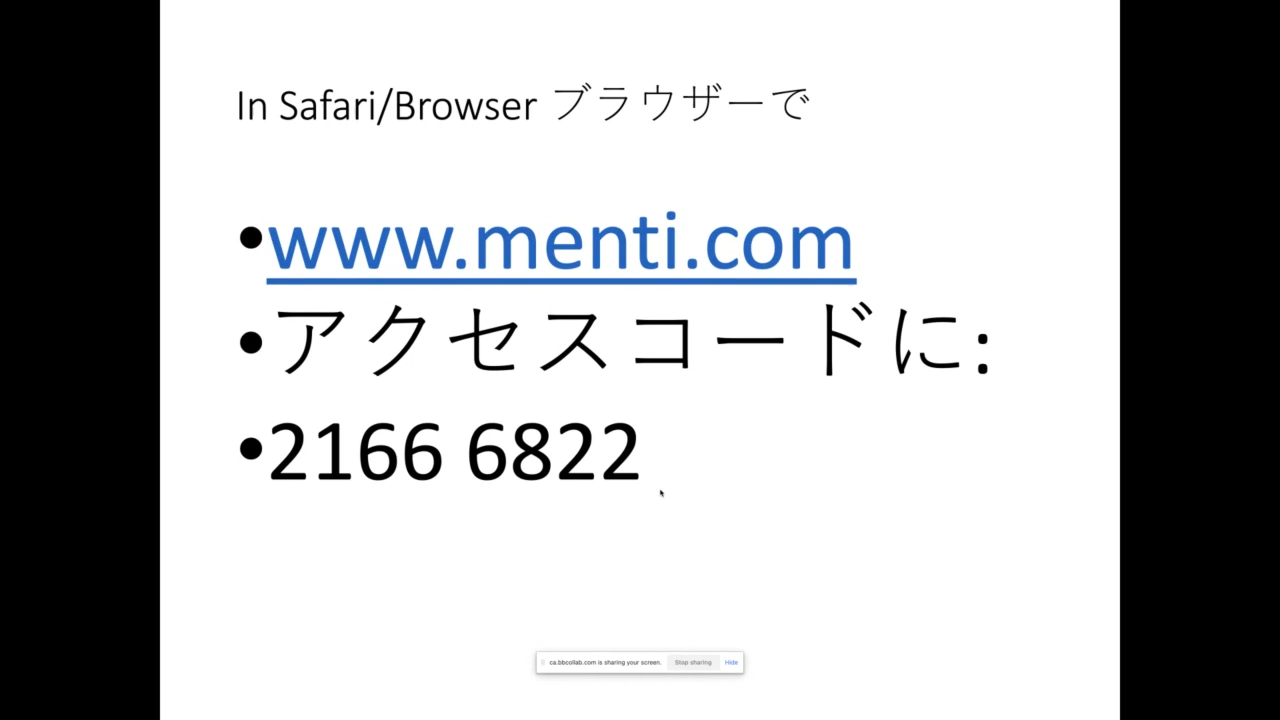 In Safari/Browser ブラウザーで
•www.menti.com
•アクセスコードに:
•2166 6822
ca.bbcollab.com is sharing your screen. Stop sharing Hide